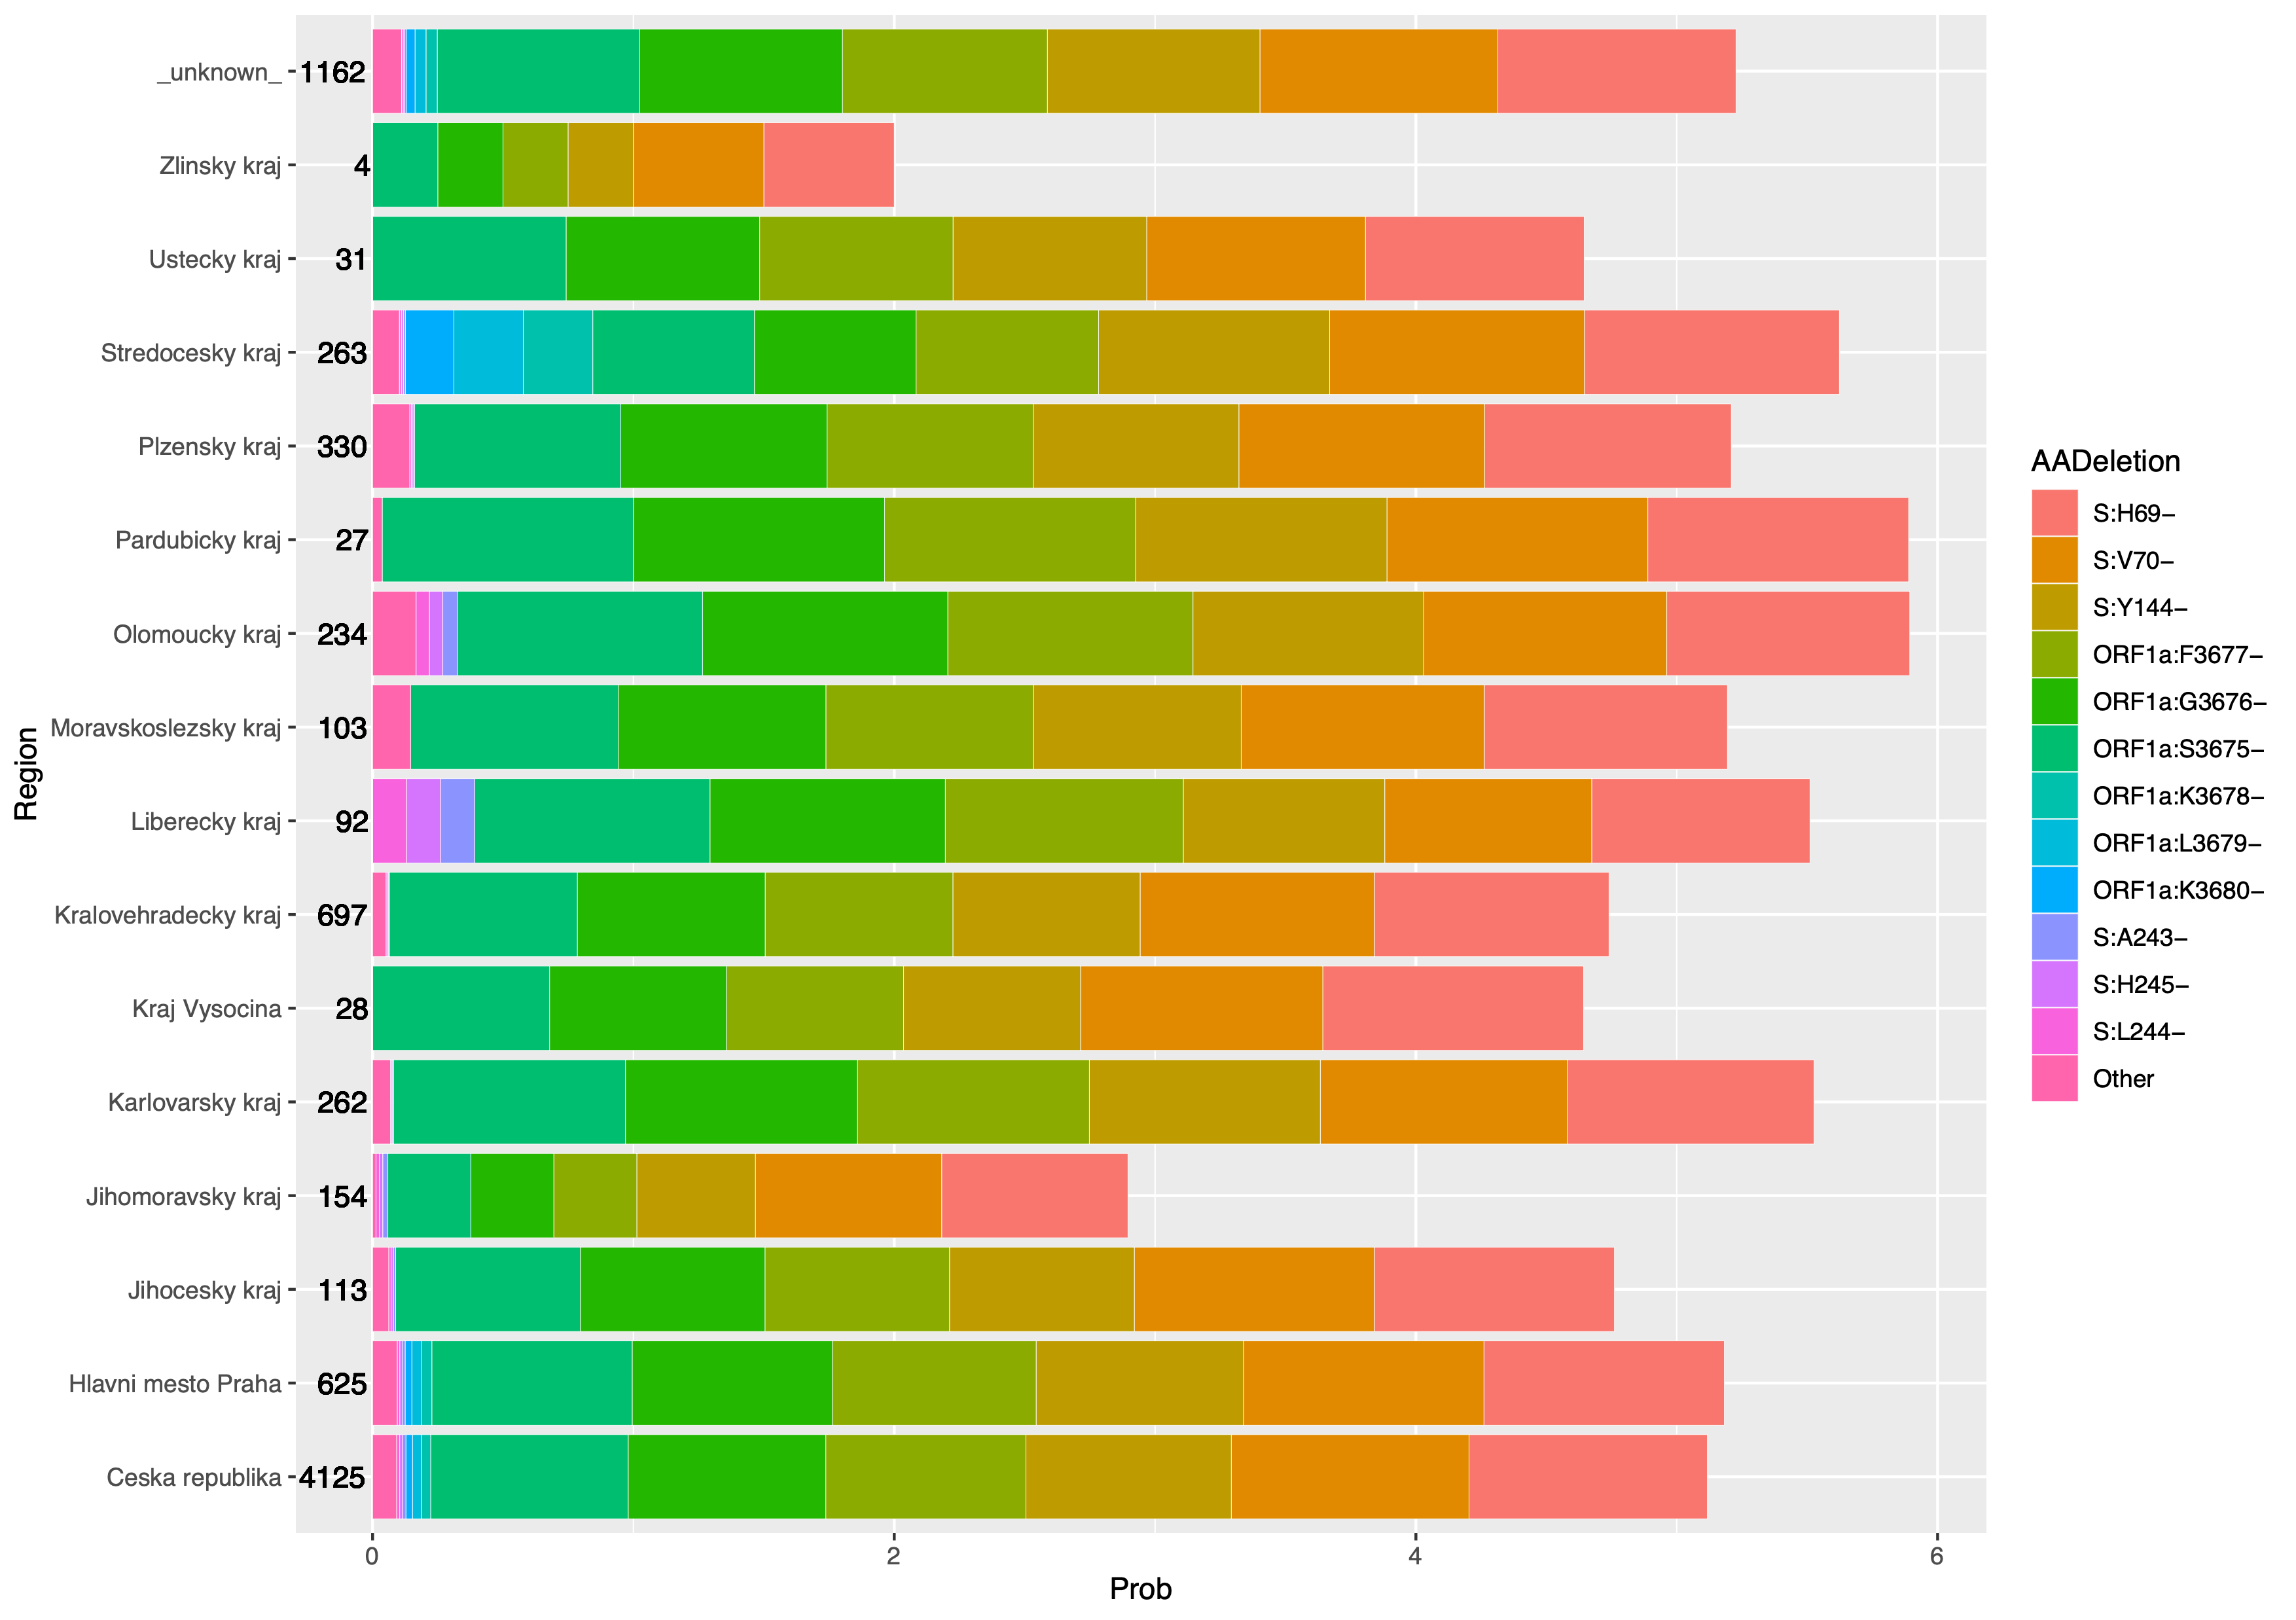 _unknown_ 1162
Zlinsky kraj 4
Ustecky kraj 31
Stredocesky kraj 263
Plzensky kraj 330
Pardubicky kraj 27
Olomoucky kraj 234
Moravskoslezsky kraj 103
Liberecky kraj 92
Kralovehradecky kraj 697
Kraj Vysocina 28
Karlovarsky kraj 262
Jihomoravsky kraj 154
Jihocesky kraj 113
Hlavni mesto Praha 625
Ceska republika 4125
Region
0 2 4 6
Prob
AADeletion
S:H69−
S:V70−
S:Y144−
ORF1a:F3677−
ORF1a:G3676−
ORF1a:S3675−
ORF1a:K3678−
ORF1a:L3679−
ORF1a:K3680−
S:A243−
S:H245−
S:L244−
Other